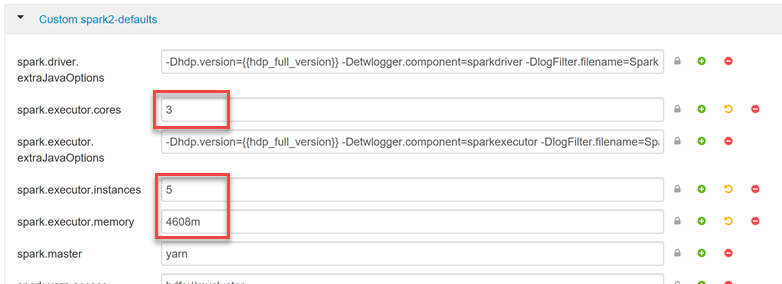 Custom spark2-defaults
spark.driver.
extraJavaOptions
-Dhdp.version={{hdp_full_version}} -Detwlogger.component=sparkdriver -DlogFilter.filename=Spark
spark.executor.cores
3
spark.executor.
extraJavaOptions
-Dhdp.version={{hdp_full_version}} -Detwlogger.component=sparkexecutor -DlogFilter.filename=Spa
spark.executor.instances
5
spark.executor.memory
4608m
spark.master
yarn